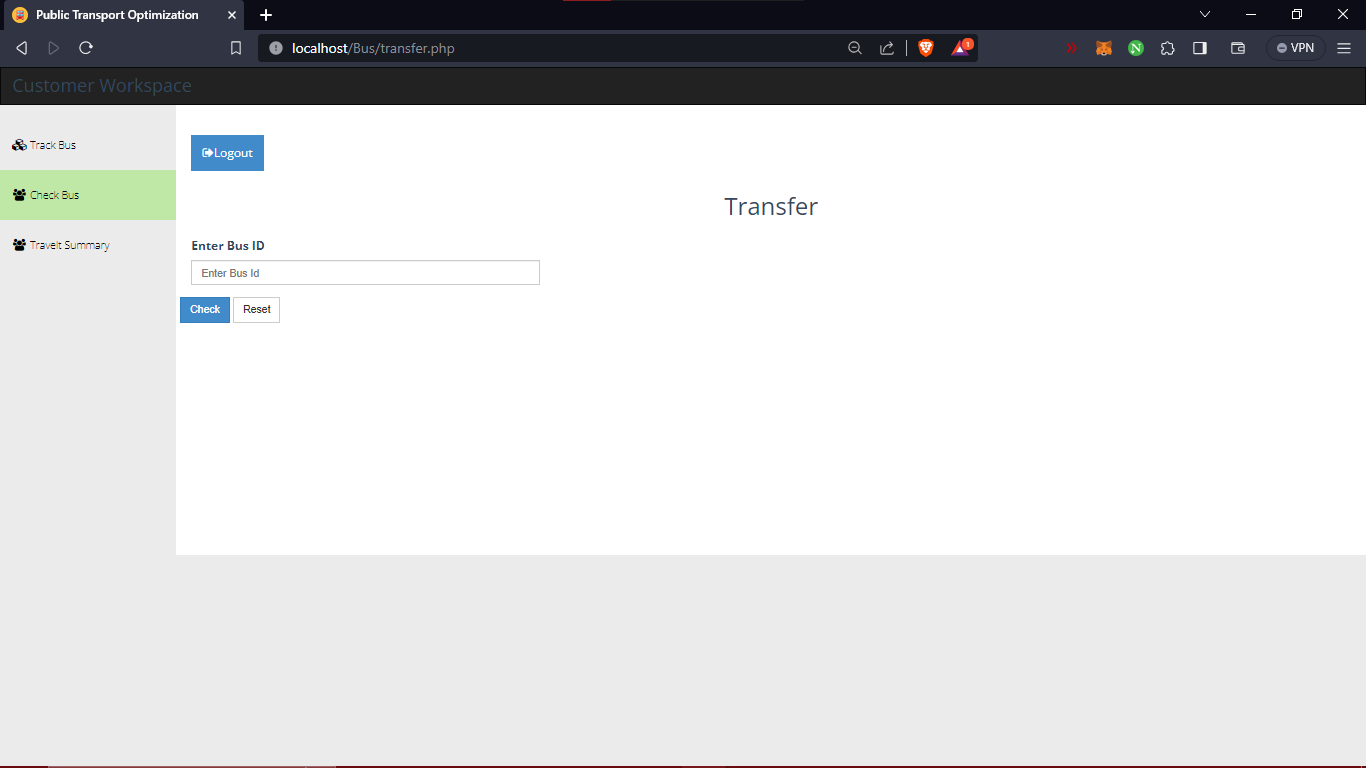 Public Transport Optimization
localhost/Bus/transfer.php
1
VPN
Customer Workspace
Track Bus
Check Bus
Travelt Summary
Logout
Transfer
Enter Bus ID
Enter Bus Id
Check
Reset